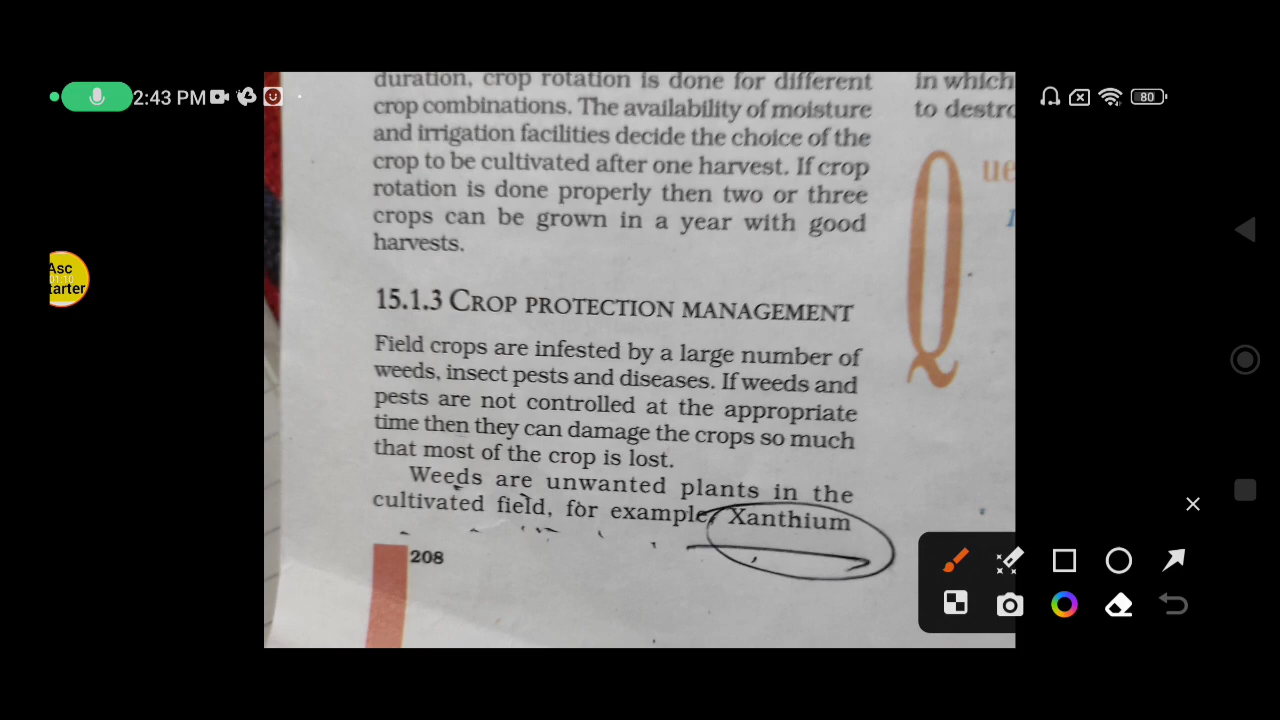 2:43 PM
80
duration, crop rotation is done for different
crop combinations. The availability of moisture
and irrigation facilities decide the choice of the
crop to be cultivated after one harvest. If crop
rotation is done properly then two or three
crops can be grown in a year with good
harvests.
15.1.3 CROP PROTECTION MANAGEMENT
Field crops are infested by a large number of
weeds, insect pests and diseases. If weeds and
pests are not controlled at the appropriate
time then they can damage the crops so much
that most of the crop is lost.
Weeds are unwanted plants in the
cultivated field, for example, Xanthium
208
in which
Q
Asc